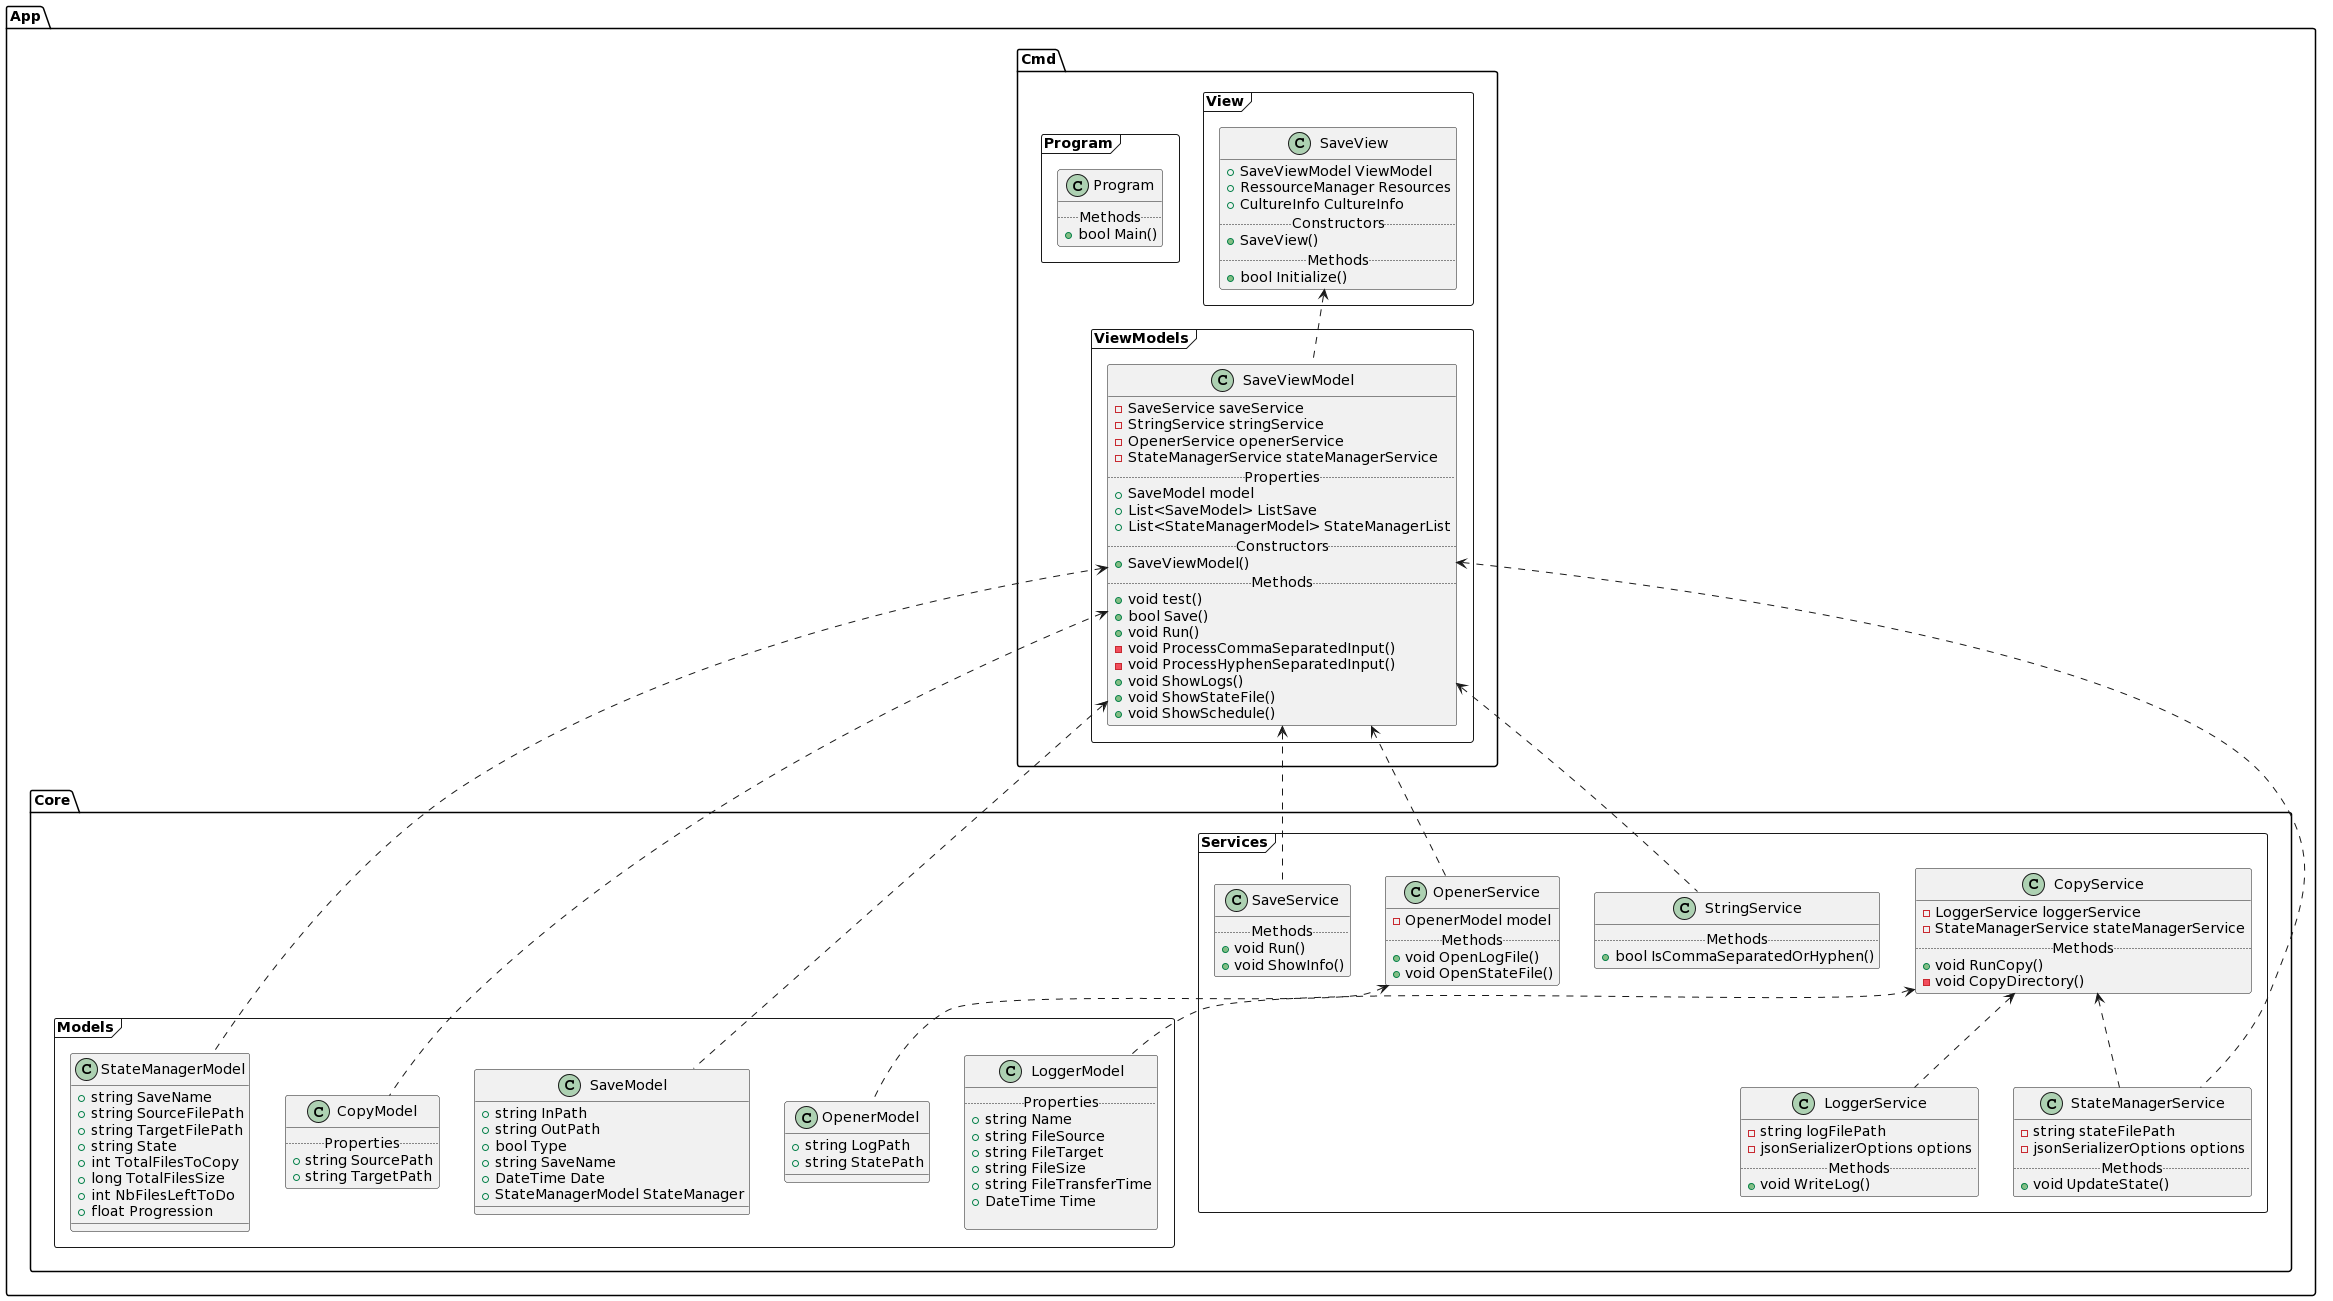 App
Cmd
View
C SaveView
SaveViewModel ViewModel
RessourceManager Resources
CultureInfo CultureInfo
Constructors
SaveView()
Methods
bool Initialize()
Program
C Program
Methods
bool Main()
ViewModels
C SaveViewModel
SaveService saveService
StringService stringService
OpenerService openerService
StateManagerService stateManagerService
Properties
SaveModel model
List<SaveModel> ListSave
List<StateManagerModel> StateManagerList
Constructors
SaveViewModel()
Methods
void test()
bool Save()
void Run()
void ProcessCommaSeparatedInput()
void ProcessHyphenSeparatedInput()
void ShowLogs()
void ShowStateFile()
void ShowSchedule()
Core
Services
C SaveService
Methods
void Run()
void ShowInfo()
C OpenerService
OpenerModel model
Methods
void OpenLogFile()
void OpenStateFile()
C StringService
Methods
bool IsCommaSeparatedOrHyphen()
C CopyService
LoggerService loggerService
StateManagerService stateManagerService
Methods
void RunCopy()
void CopyDirectory()
Models
C StateManagerModel
string SaveName
string SourceFilePath
string TargetFilePath
string State
int TotalFilesToCopy
long TotalFilesSize
int NbFilesLeftToDo
float Progression
C CopyModel
Properties
string SourcePath
string TargetPath
C SaveModel
string InPath
string OutPath
bool Type
string SaveName
DateTime Date
StateManagerModel StateManager
C OpenerModel
string LogPath
string StatePath
C LoggerModel
Properties
string Name
string FileSource
string FileTarget
string FileSize
string FileTransferTime
DateTime Time
C LoggerService
string logFilePath
jsonSerializerOptions options
Methods
void WriteLog()
C StateManagerService
string stateFilePath
jsonSerializerOptions options
Methods
void UpdateState()